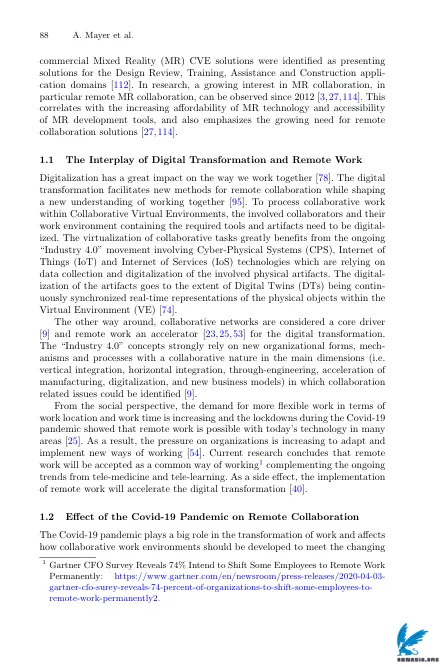 88 A. Mayer et al.
commercial Mixed Reality (MR) CVE solutions were identified as presenting
solutions for the Design Review, Training, Assistance and Construction appli-
cation domains [112]. In research, a growing interest in MR collaboration, in
particular remote MR collaboration, can be observed since 2012 [3,27,114]. This
correlates with the increasing affordability of MR technology and accessibility
of MR development tools, and also emphasizes the growing need for remote
collaboration solutions [27,114].
1.1 The Interplay of Digital Transformation and Remote Work
Digitalization has a great impact on the way we work together [78]. The digital
transformation facilitates new methods for remote collaboration while shaping
a new understanding of working together [95]. To process collaborative work
within Collaborative Virtual Environments, the involved collaborators and their
work environment containing the required tools and artifacts need to be digital-
ized. The virtualization of collaborative tasks greatly benefits from the ongoing
“Industry 4.0” movement involving Cyber-Physical Systems (CPS), Internet of
Things (IoT) and Internet of Services (IoS) technologies which are relying on
data collection and digitalization of the involved physical artifacts. The digital-
ization of the artifacts goes to the extent of Digital Twins (DTs) being contin-
uously synchronized real-time representations of the physical objects within the
Virtual Environment (VE) [74].
The other way around, collaborative networks are considered a core driver
[9] and remote work an accelerator [23,25,53] for the digital transformation.
The “Industry 4.0” concepts strongly rely on new organizational forms, mech-
anisms and processes with a collaborative nature in the main dimensions (i.e.
vertical integration, horizontal integration, through-engineering, acceleration of
manufacturing, digitalization, and new business models) in which collaboration
related issues could be identified [9].
From the social perspective, the demand for more flexible work in terms of
work location and work time is increasing and the lockdowns during the Covid-19
pandemic showed that remote work is possible with today’s technology in many
areas [25]. As a result, the pressure on organizations is increasing to adapt and
implement new ways of working [54]. Current research concludes that remote
work will be accepted as a common way of working1 complementing the ongoing
trends from tele-medicine and tele-learning. As a side effect, the implementation
of remote work will accelerate the digital transformation [40].
1.2 Effect of the Covid-19 Pandemic on Remote Collaboration
The Covid-19 pandemic plays a big role in the transformation of work and affects
how collaborative work environments should be developed to meet the changing
1 Gartner CFO Survey Reveals 74% Intend to Shift Some Employees to Remote Work
Permanently: https://www.gartner.com/en/newsroom/press-releases/2020-04-03-
gartner-cfo-surey-reveals-74-percent-of-organizations-to-shift-some-employees-to-
remote-work-permanently2.